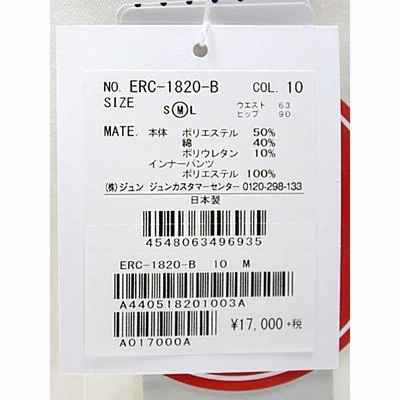 NO. ERC-1820-B COL. 10
SIZE S M L ウエスト 63
ヒップ 90
MATE. 本体 ポリエステル 50%
綿 40%
ポリウレタン 10%
インナーパンツ
ポリエステル 100%
(株)ジュン ジュンカスタマーセンター 0120-298-133
日本製
4548063496935
ERC-1820-B 10 M
A440518201003A
¥17,000+税
A017000A